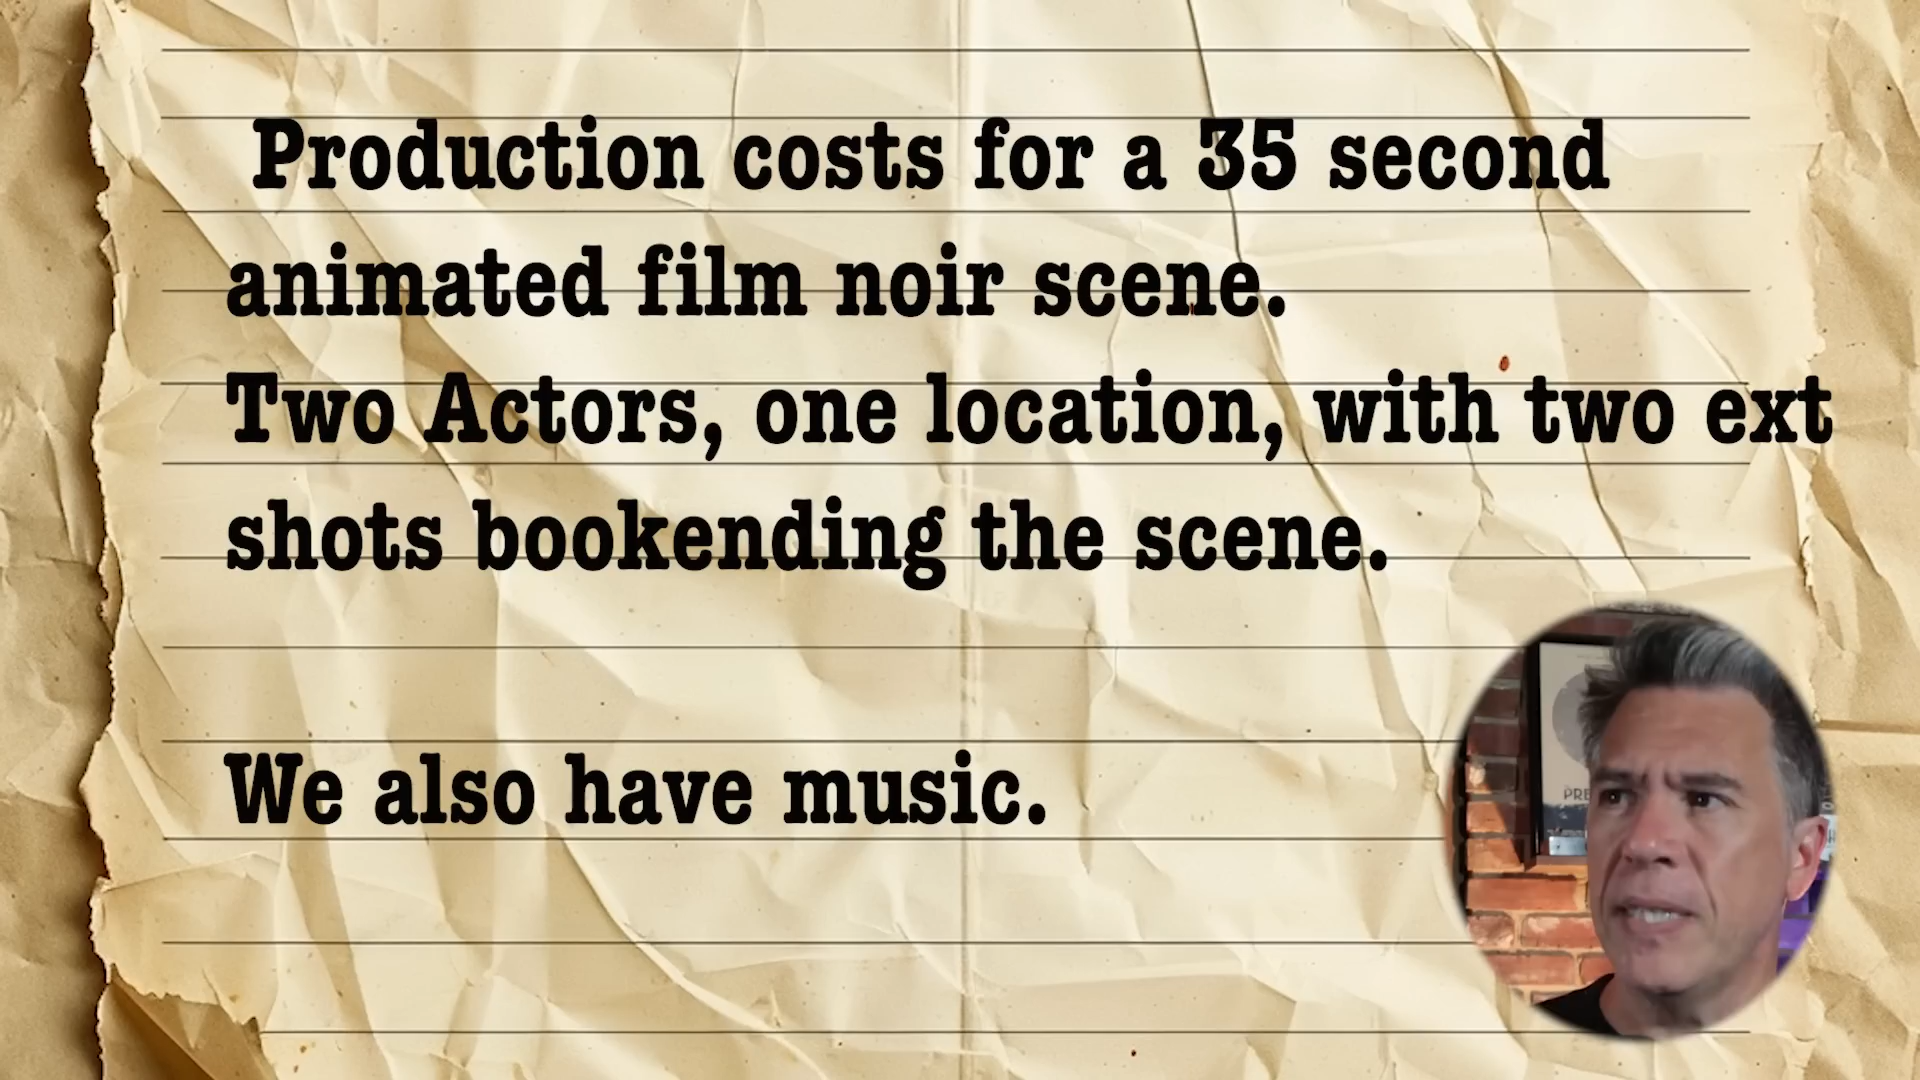 Production costs for a 35 second
animated film noir scene.
Two Actors, one location, with two ext
shots bookending the scene.
We also have music.
PRE